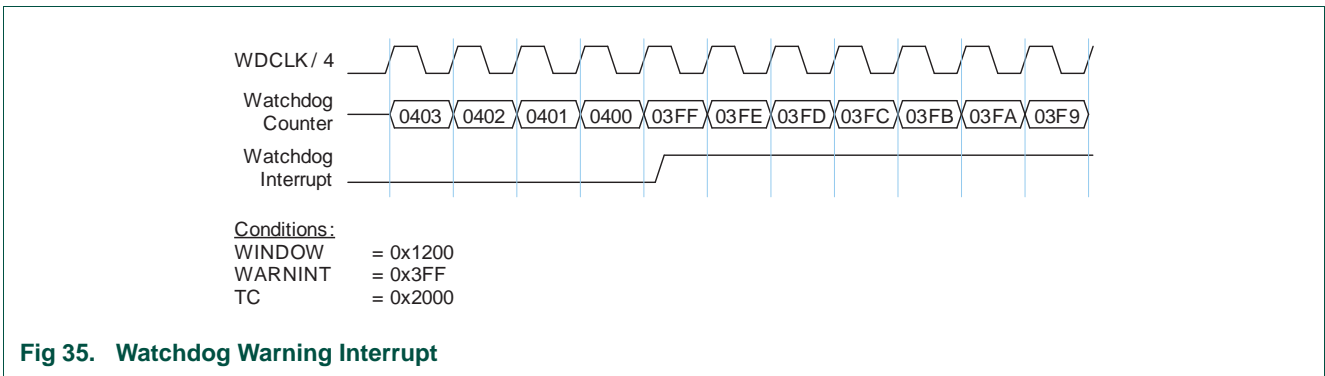 WDCLK / 4
Watchdog
Counter
0403 0402 0401 0400 03FF 03FE 03FD 03FC 03FB 03FA 03F9
Watchdog
Interrupt
Conditions:
WINDOW = 0x1200
WARNINT = 0x3FF
TC = 0x2000
Fig 35. Watchdog Warning Interrupt